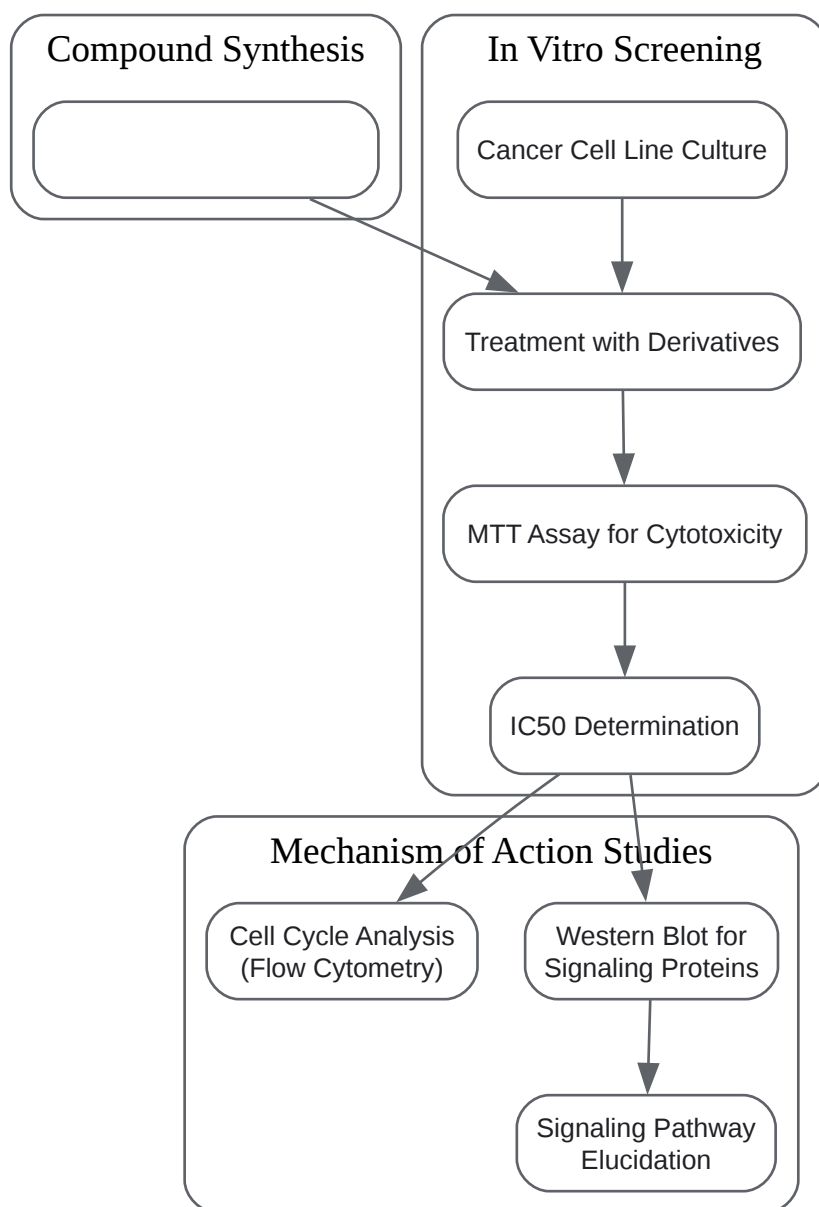 Compound Synthesis
In Vitro Screening
Cancer Cell Line Culture
Treatment with Derivatives
MTT Assay for Cytotoxicity
IC50 Determination
Mechanism of Action Studies
Cell Cycle Analysis
(Flow Cytometry)
Western Blot for
Signaling Proteins
Signaling Pathway
Elucidation